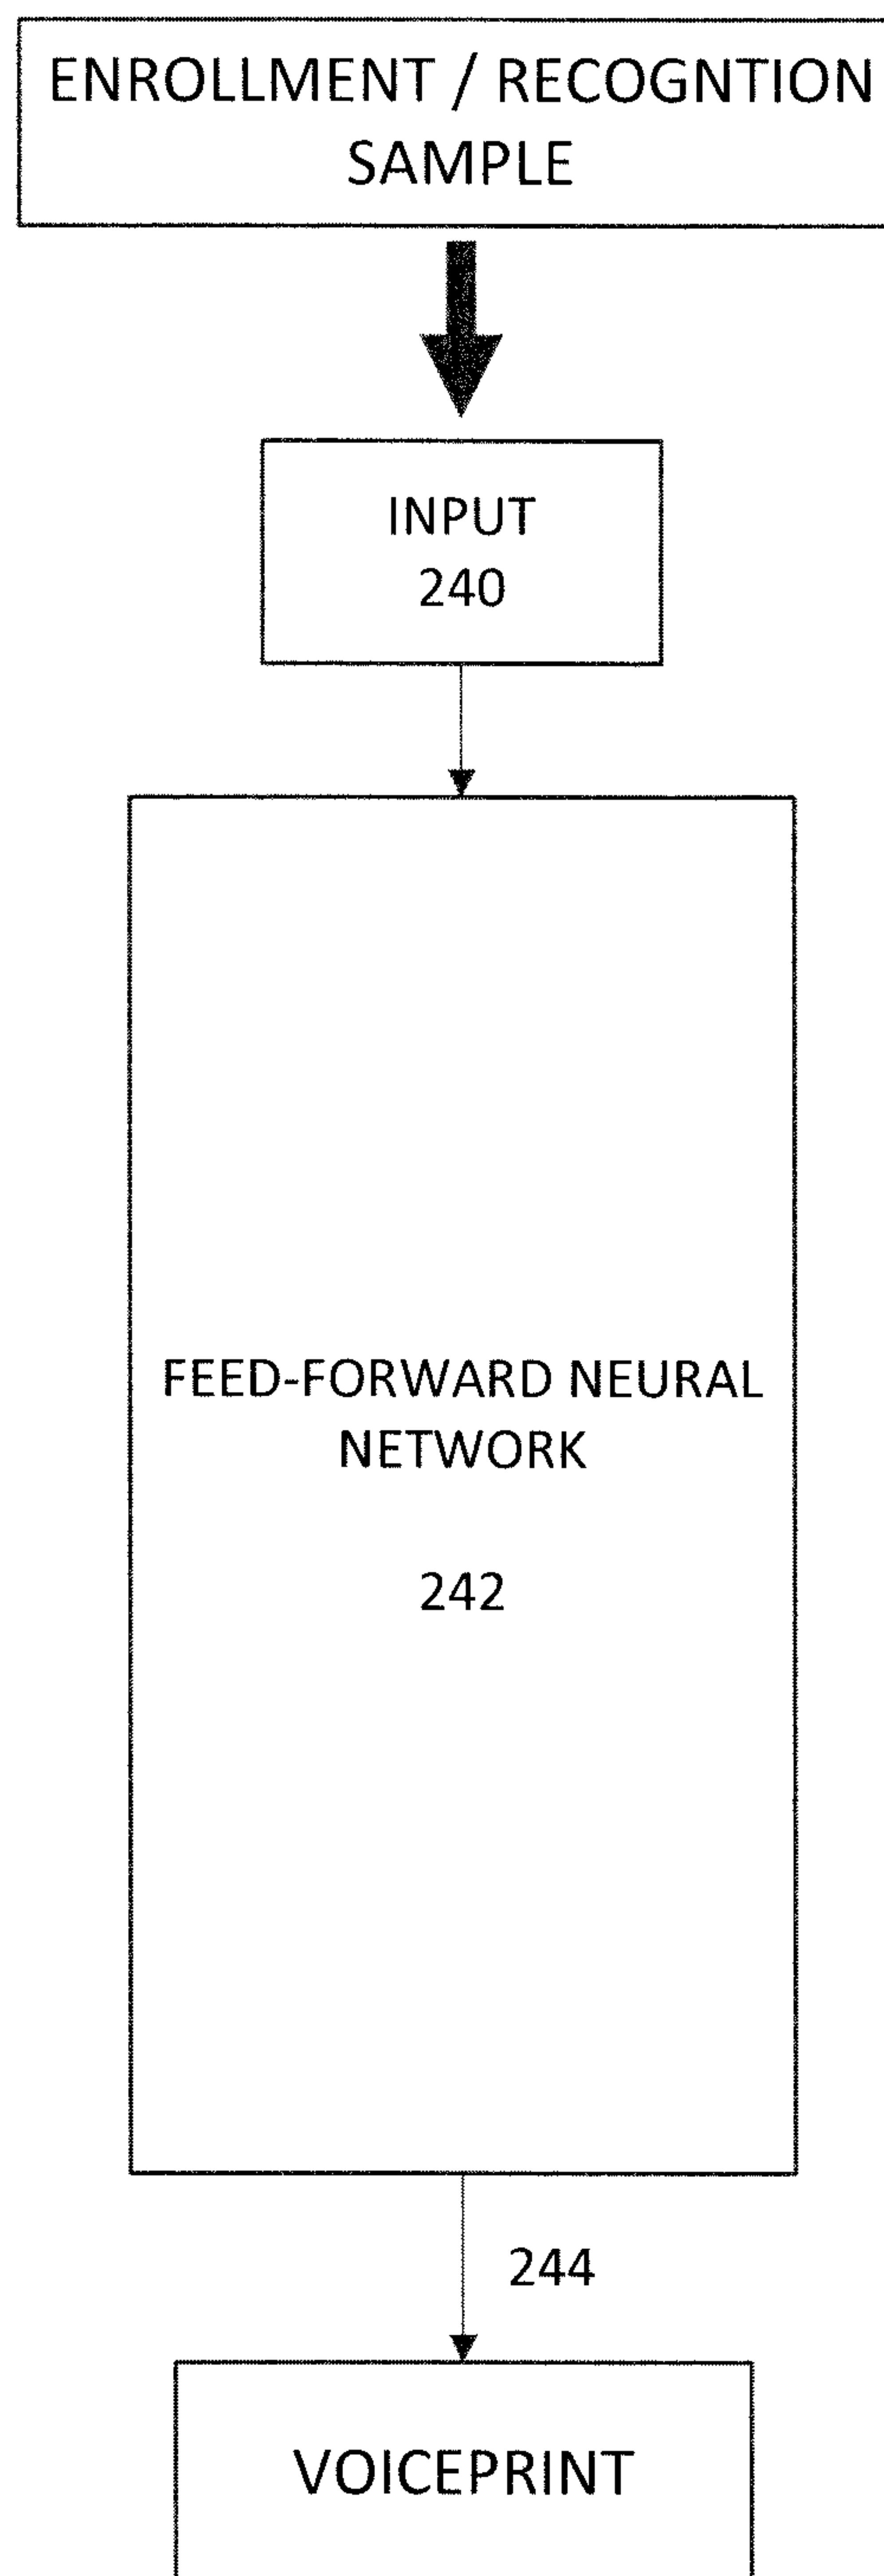 ENROLLMENT / RECOGNTION
SAMPLE
INPUT
240
FEED-FORWARD NEURAL
NETWORK
242
244
VOICEPRINT